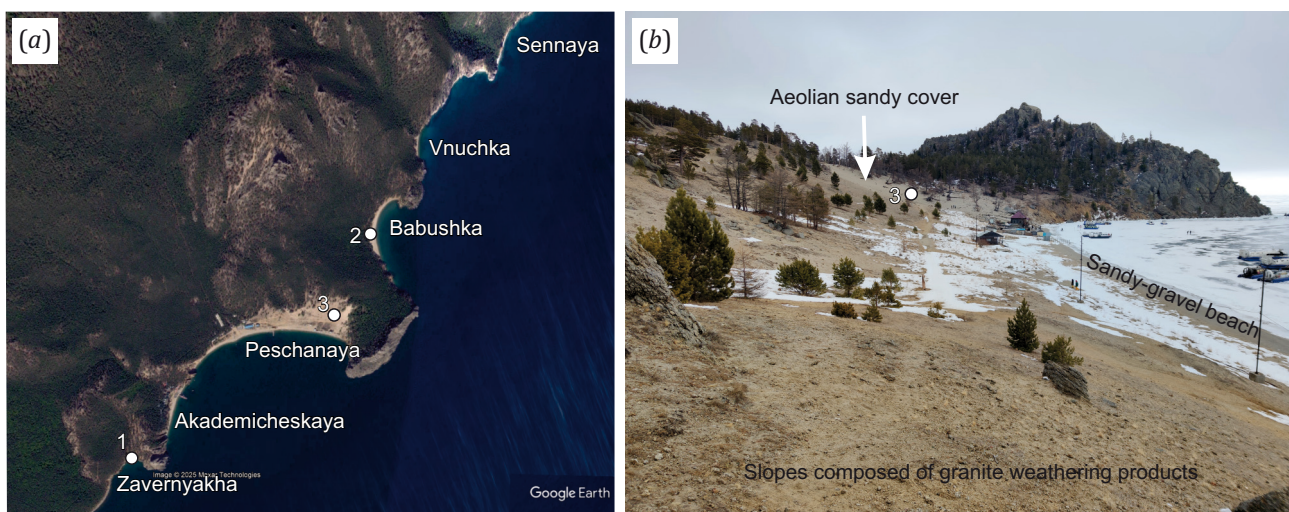 (a)
Sennaya
Vnuchka
2
Babushka
3
Peschanaya
Akademicheskaya
1
Image © 2025 Maxar Technologies
Zavernyakha
Google Earth
(b)
Aeolian sandy cover
3
Sandy-gravel beach
Slopes composed of granite weathering products